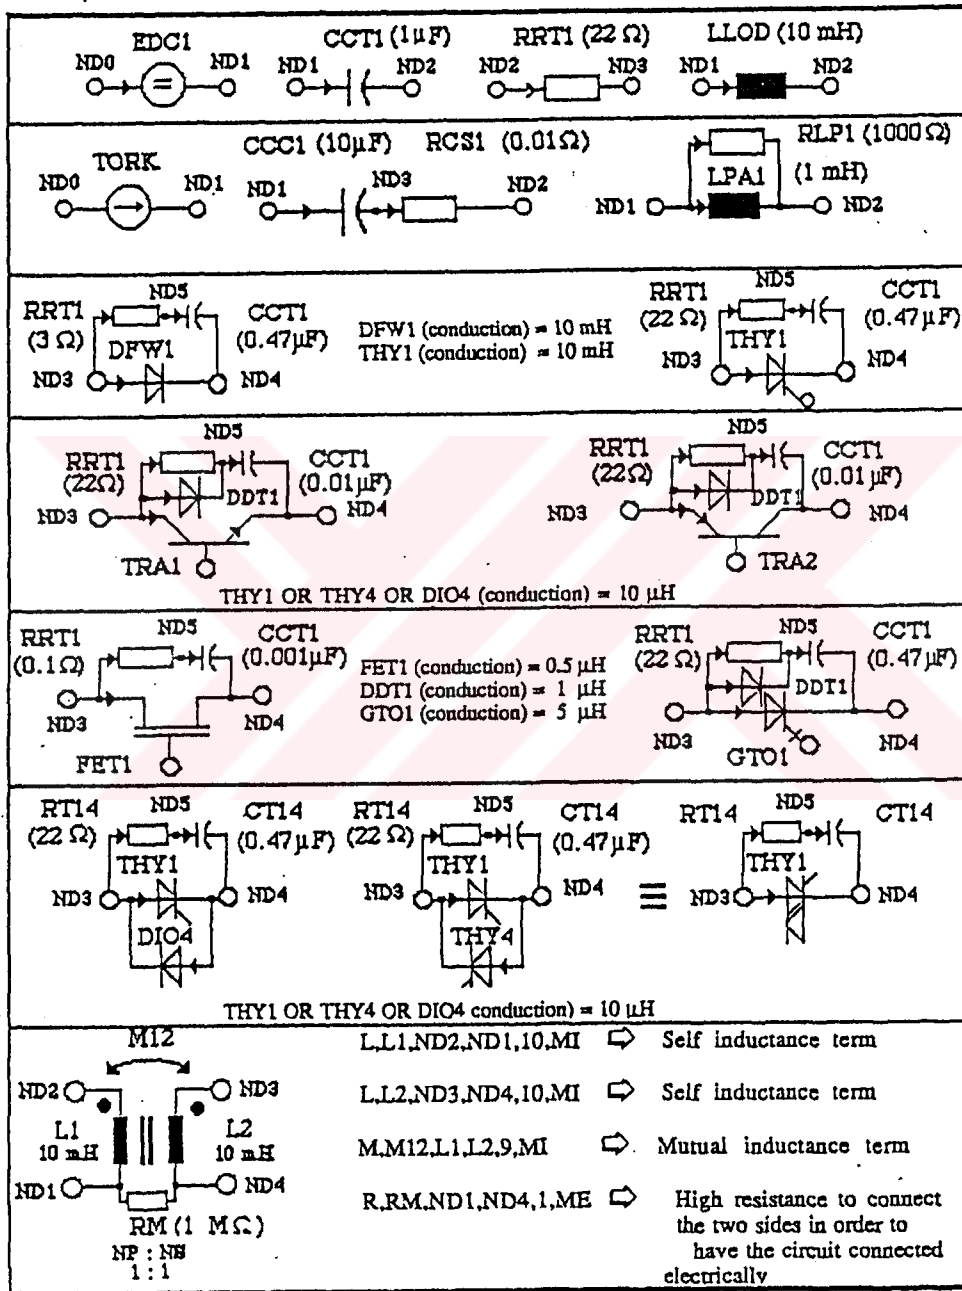 EDC1 CCT1 (1µF) RRT1 (22 Ω) LLOD (10 mH)
ND0 ND1 ND1 ND2 ND2 ND3 ND1 ND2
TORK CCC1 (10µF) RCS1 (0.01Ω) RLP1 (1000Ω)
ND0 ND1 ND1 ND3 ND2 LPA1 (1 mH)
ND1 ND2
RRT1 ND5 CCT1 RRT1 ND5 CCT1
(3 Ω) DFW1 (0.47µF) DFW1 (conduction) = 10 mH (22 Ω) THY1 (0.47µF)
THY1 (conduction) = 10 mH
ND3 ND4 ND3 ND4
RRT1 ND5 CCT1 RRT1 ND5 CCT1
(22Ω) (0.01µF) (22Ω) (0.01µF)
DDT1 DDT1
ND3 ND4 ND3 ND4
TRA1 TRA2
THY1 OR THY4 OR DIO4 (conduction) = 10 µH
RRT1 ND5 CCT1 RRT1 ND5 CCT1
(0.1Ω) (0.001µF) FET1 (conduction) = 0.5 µH (22 Ω) (0.47µF)
DDT1 (conduction) = 1 µH DDT1
GTO1 (conduction) = 5 µH
ND3 ND4 ND3 ND4
FET1 GTO1
RT14 ND5 CT14 RT14 ND5 CT14 RT14 ND5 CT14
(22 Ω) (0.47µF) (22 Ω) (0.47µF)
THY1 THY1 THY1
ND3 ND4 ND3 ND4 ≡ ND3 ND4
DIO4 THY4
THY1 OR THY4 OR DIO4 conduction) = 10 µH
M12 L,L1,ND2,ND1,10,MI ⇨ Self inductance term
ND2 ND3 L,L2,ND3,ND4,10,MI ⇨ Self inductance term
L1 L2
10 mH 10 mH M,M12,L1,L2,9,MI ⇨ Mutual inductance term
ND1 ND4 R,RM,ND1,ND4,1,ME ⇨ High resistance to connect
RM (1 MΩ) the two sides in order to
NP : NS have the circuit connected
1 : 1 electrically